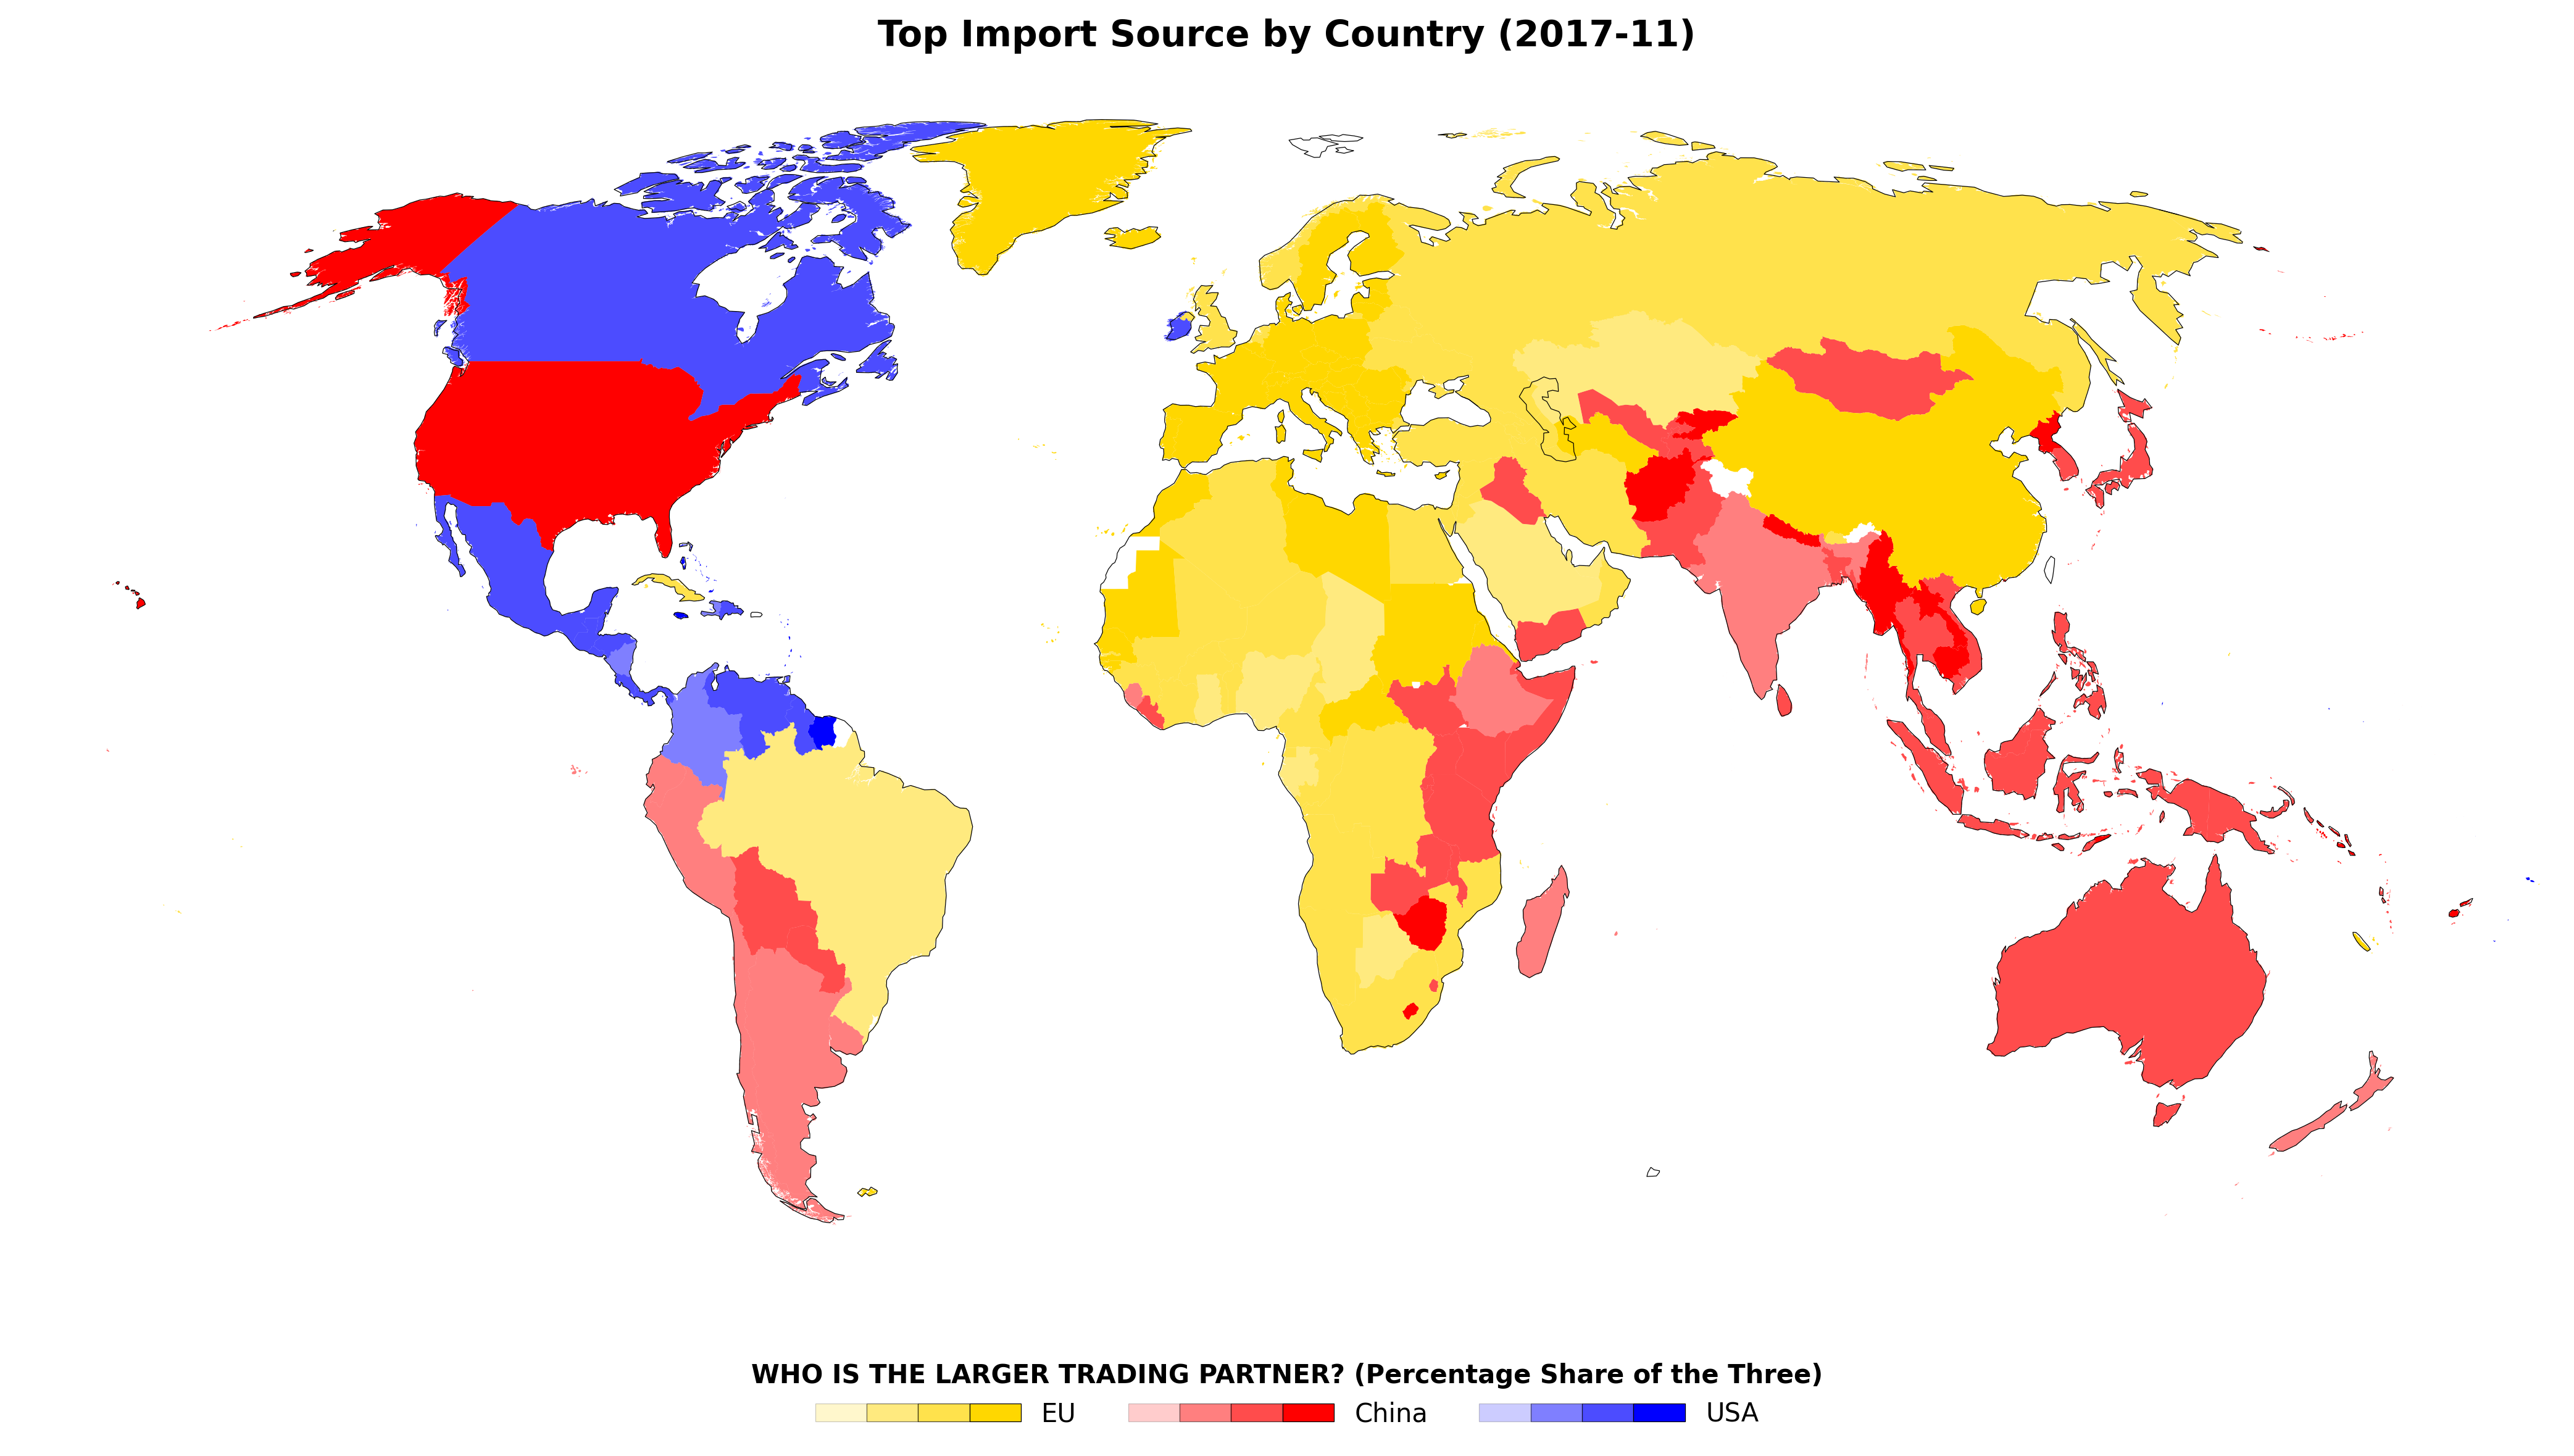 Top Import Source by Country (2017-11)
WHO IS THE LARGER TRADING PARTNER? (Percentage Share of the Three)
EU China USA